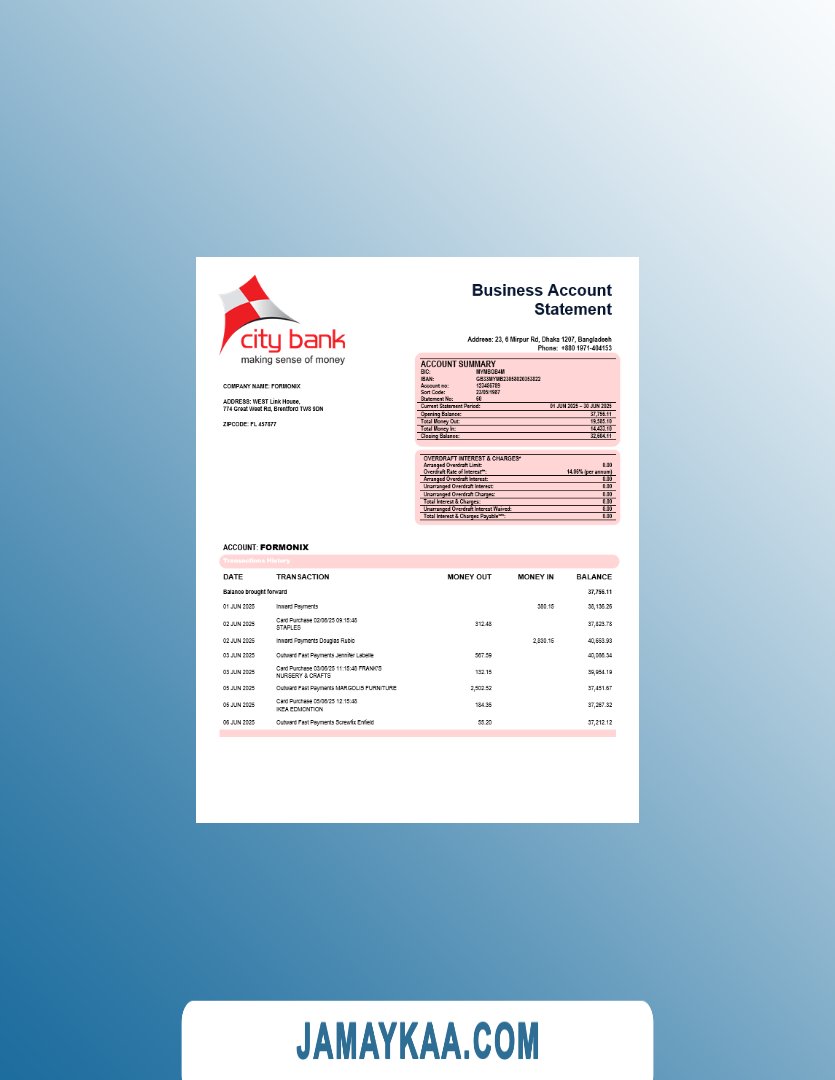 city bank
making sense of money
Business Account
Statement
Address: 23, 6 Mirpur Rd, Dhaka 1207, Bangladesh
Phone: +880 1971-404153
COMPANY NAME: FORMONIX
ADDRESS: WEST Link House,
774 Great West Rd, Brentford TW8 9DN
ZIPCODE: FL 457877
ACCOUNT SUMMARY
BIC:
IBAN:
Account no: 123456789
Sort Code: 23/05/1987
Statement No: 60
Current Statement Period: 01 JUN 2025 – 30 JUN 2025
Opening Balance: 37,756.11
Total Money Out: 19,585.10
Total Money In: 14,433.10
Closing Balance: 32,604.11
OVERDRAFT INTEREST & CHARGES*
Arranged Overdraft Limit: 0.00
Overdraft Rate of Interest**: 14.06% (per annum)
Arranged Overdraft Interest: 0.00
Unarranged Overdraft Interest: 0.00
Unarranged Overdraft Charges: 0.00
Total Interest & Charges: 0.00
Unarranged Overdraft Interest Waived: 0.00
Total Interest & Charges Payable***: 0.00
ACCOUNT: FORMONIX
Transactions History
DATE TRANSACTION MONEY OUT MONEY IN BALANCE
Balance brought forward 37,756.11
01 JUN 2025 Inward Payments 380.15 38,136.26
02 JUN 2025 Card Purchase 02/06/25 09:15:48 312.48 37,823.78
STAPLES
02 JUN 2025 Inward Payments Douglas Rubio 2,830.15 40,653.93
03 JUN 2025 Outward Fast Payments Jennifer Labelle 567.59 40,086.34
03 JUN 2025 Card Purchase 03/06/25 11:15:48 FRANK'S 132.15 39,954.19
NURSERY & CRAFTS
05 JUN 2025 Outward Fast Payments MARGOLIS FURNITURE 2,502.52 37,451.67
05 JUN 2025 Card Purchase 05/06/25 12:15:48 184.35 37,267.32
IKEA EDMONTION
06 JUN 2025 Outward Fast Payments Screwfix Enfield 55.20 37,212.12
JAMAYKAA.COM